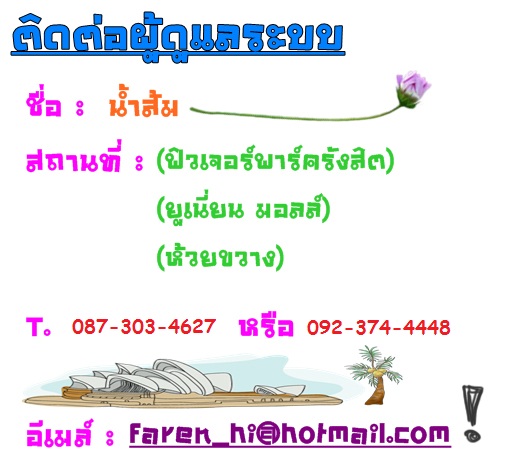 ติดต่อผู้ดูแลระบบ
ชื่อ : น้ำส้ม
สถานที่ : (ฟิวเจอร์พาร์ครังสิต)
(ยูเนี่ยน มอลล์)
(ห้วยขวาง)
T. 087-303-4627 หรือ 092-374-4448
อีเมล์ : faren_hi@hotmail.com !